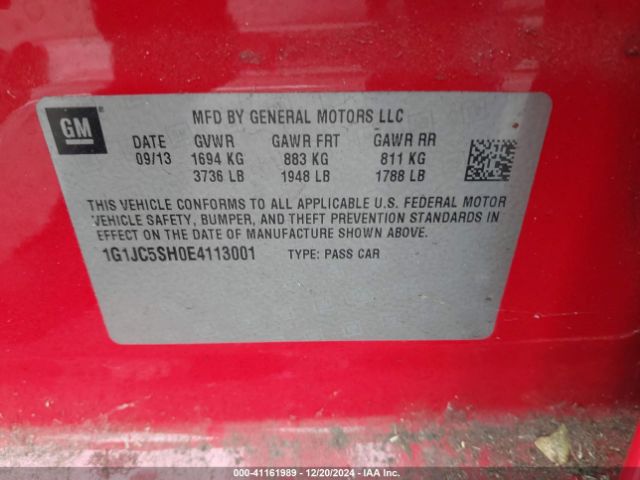 GM
MFD BY GENERAL MOTORS LLC
DATE GVWR GAWR FRT GAWR RR
09/13 1694 KG 883 KG 811 KG
3736 LB 1948 LB 1788 LB
THIS VEHICLE CONFORMS TO ALL APPLICABLE U.S. FEDERAL MOTOR
VEHICLE SAFETY, BUMPER, AND THEFT PREVENTION STANDARDS
IN EFFECT ON THE DATE OF MANUFACTURE SHOWN ABOVE.
1G1JC5SH0E4113001 TYPE: PASS CAR
000-41161989 - 12/20/2024 - IAA Inc.